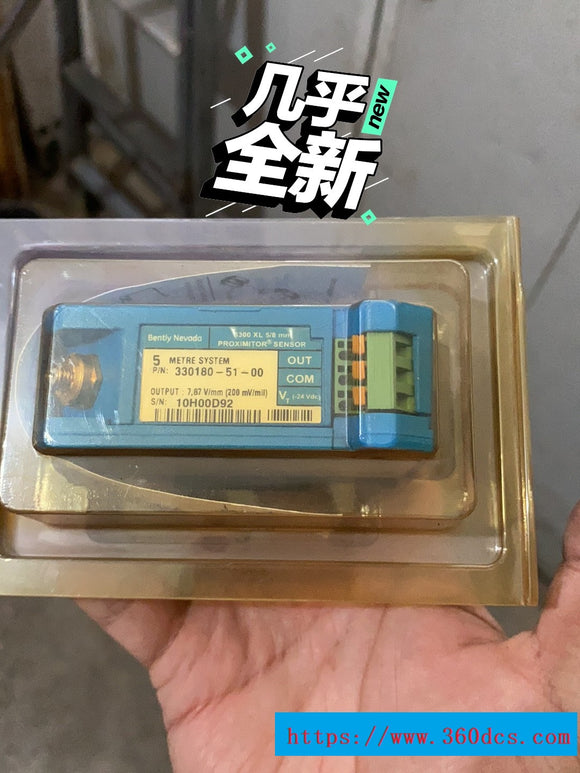 几乎
全新
new
Bently Nevada
3300 XL 5/8 mm
PROXIMITOR® SENSOR
5 METRE SYSTEM
P/N: 330180-51-00
OUTPUT : 7,87 V/mm (200 mV/mil)
S/N: 10H00D92
OUT
COM
VT (-24 Vdc)
https://www.360dcs.com